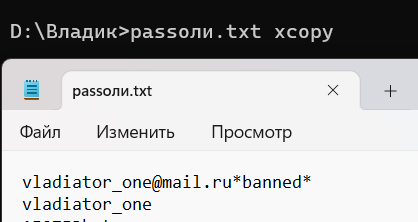 D:\Владик>passoли.txt xcopy
passoли.txt
Файл Изменить Просмотр
vladiator_one@mail.ru*banned*
vladiator_one